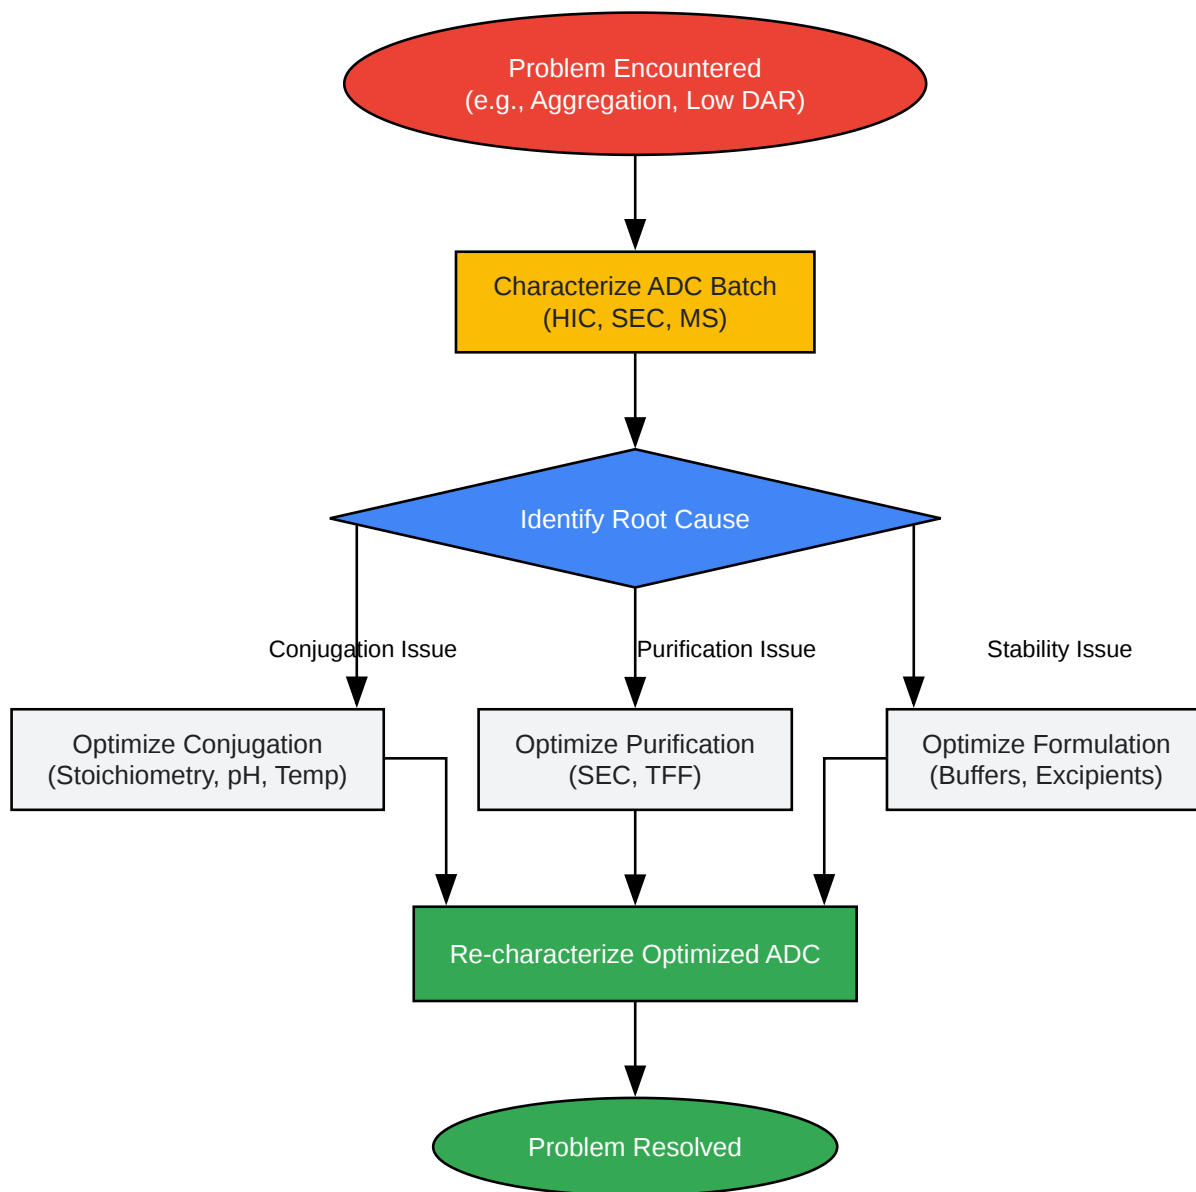 Problem Encountered
(e.g., Aggregation, Low DAR)
Characterize ADC Batch
(HIC, SEC, MS)
Identify Root Cause
Conjugation Issue
Purification Issue
Stability Issue
Optimize Conjugation
(Stoichiometry, pH, Temp)
Optimize Purification
(SEC, TFF)
Optimize Formulation
(Buffers, Excipients)
Re-characterize Optimized ADC
Problem Resolved